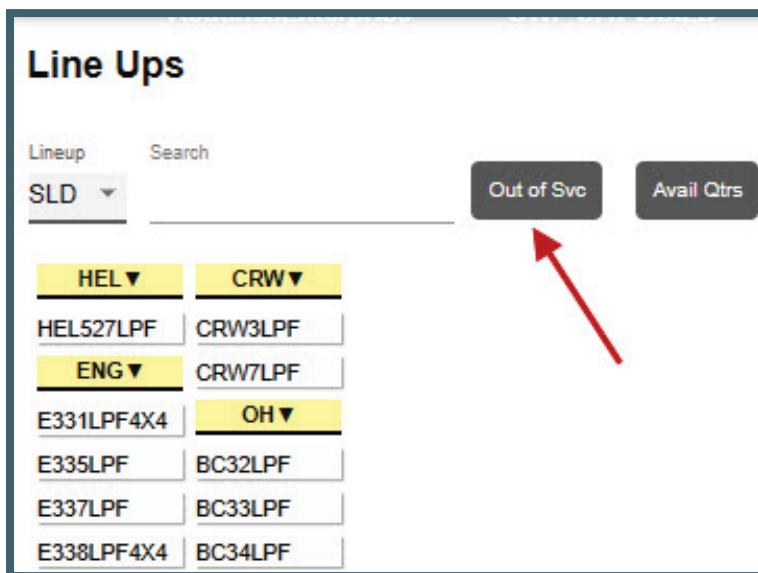 Line Ups
Lineup Search
SLD Out of Svc Avail Qtrs
HEL▼ CRW▼
HEL527LPF CRW3LPF
ENG▼ CRW7LPF
E331LPF4X4 OH▼
E335LPF BC32LPF
E337LPF BC33LPF
E338LPF4X4 BC34LPF